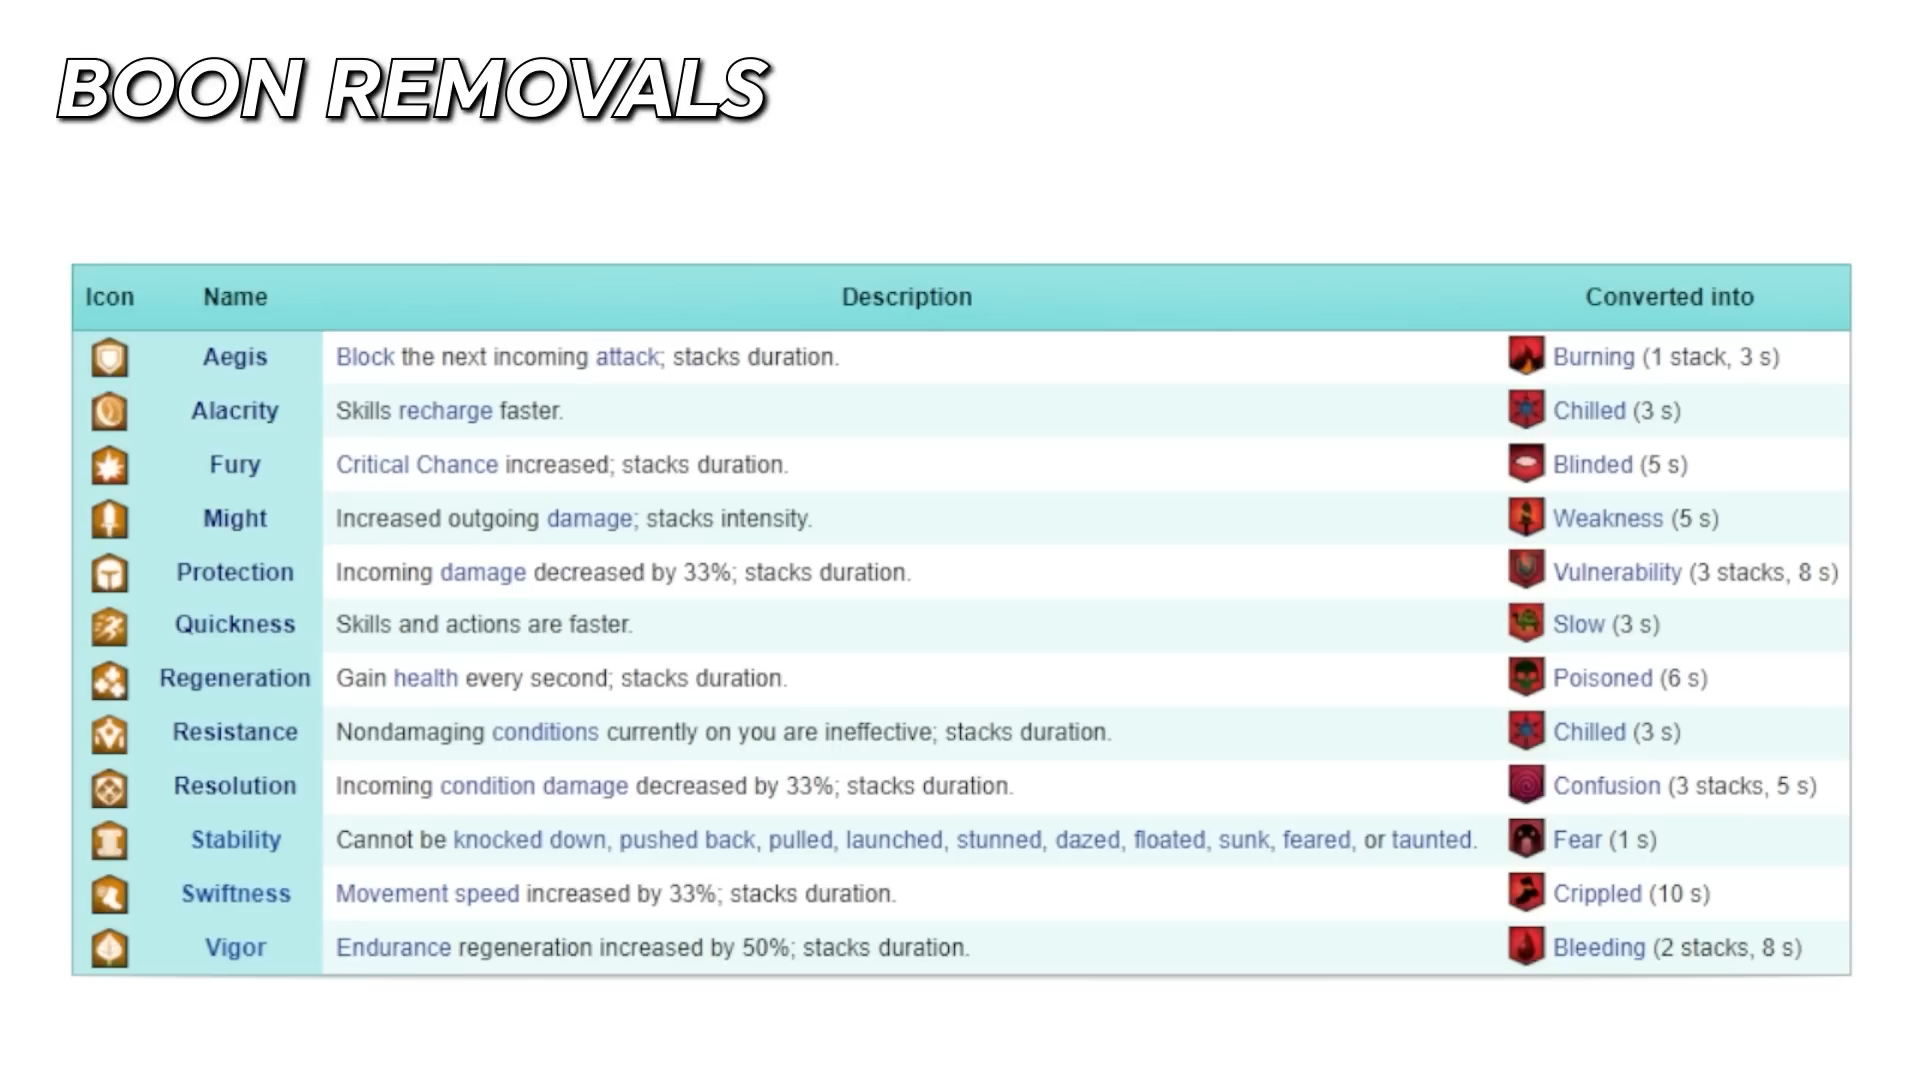 BOON REMOVALS
Icon Name Description Converted into
Aegis Block the next incoming attack; stacks duration. Burning (1 stack, 3 s)
Alacrity Skills recharge faster. Chilled (3 s)
Fury Critical Chance increased; stacks duration. Blinded (5 s)
Might Increased outgoing damage; stacks intensity. Weakness (5 s)
Protection Incoming damage decreased by 33%; stacks duration. Vulnerability (3 stacks, 8 s)
Quickness Skills and actions are faster. Slow (3 s)
Regeneration Gain health every second; stacks duration. Poisoned (6 s)
Resistance Nondamaging conditions currently on you are ineffective; stacks duration. Chilled (3 s)
Resolution Incoming condition damage decreased by 33%; stacks duration. Confusion (3 stacks, 5 s)
Stability Cannot be knocked down, pushed back, pulled, launched, stunned, dazed, floated, sunk, feared, or taunted. Fear (1 s)
Swiftness Movement speed increased by 33%; stacks duration. Crippled (10 s)
Vigor Endurance regeneration increased by 50%; stacks duration. Bleeding (2 stacks, 8 s)